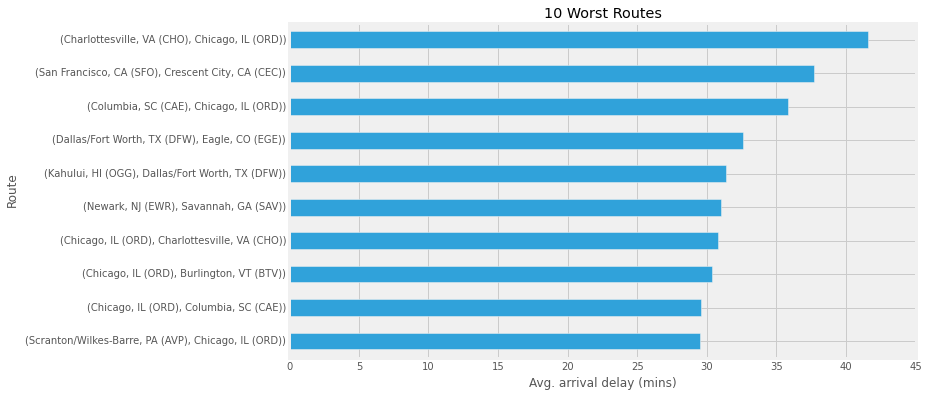 10 Worst Routes
(Charlottesville, VA (CHO), Chicago, IL (ORD))
(San Francisco, CA (SFO), Crescent City, CA (CEC))
(Columbia, SC (CAE), Chicago, IL (ORD))
(Dallas/Fort Worth, TX (DFW), Eagle, CO (EGE))
(Kahului, HI (OGG), Dallas/Fort Worth, TX (DFW))
(Newark, NJ (EWR), Savannah, GA (SAV))
(Chicago, IL (ORD), Charlottesville, VA (CHO))
(Chicago, IL (ORD), Burlington, VT (BTV))
(Chicago, IL (ORD), Columbia, SC (CAE))
(Scranton/Wilkes-Barre, PA (AVP), Chicago, IL (ORD))
Route
0 5 10 15 20 25 30 35 40 45
Avg. arrival delay (mins)